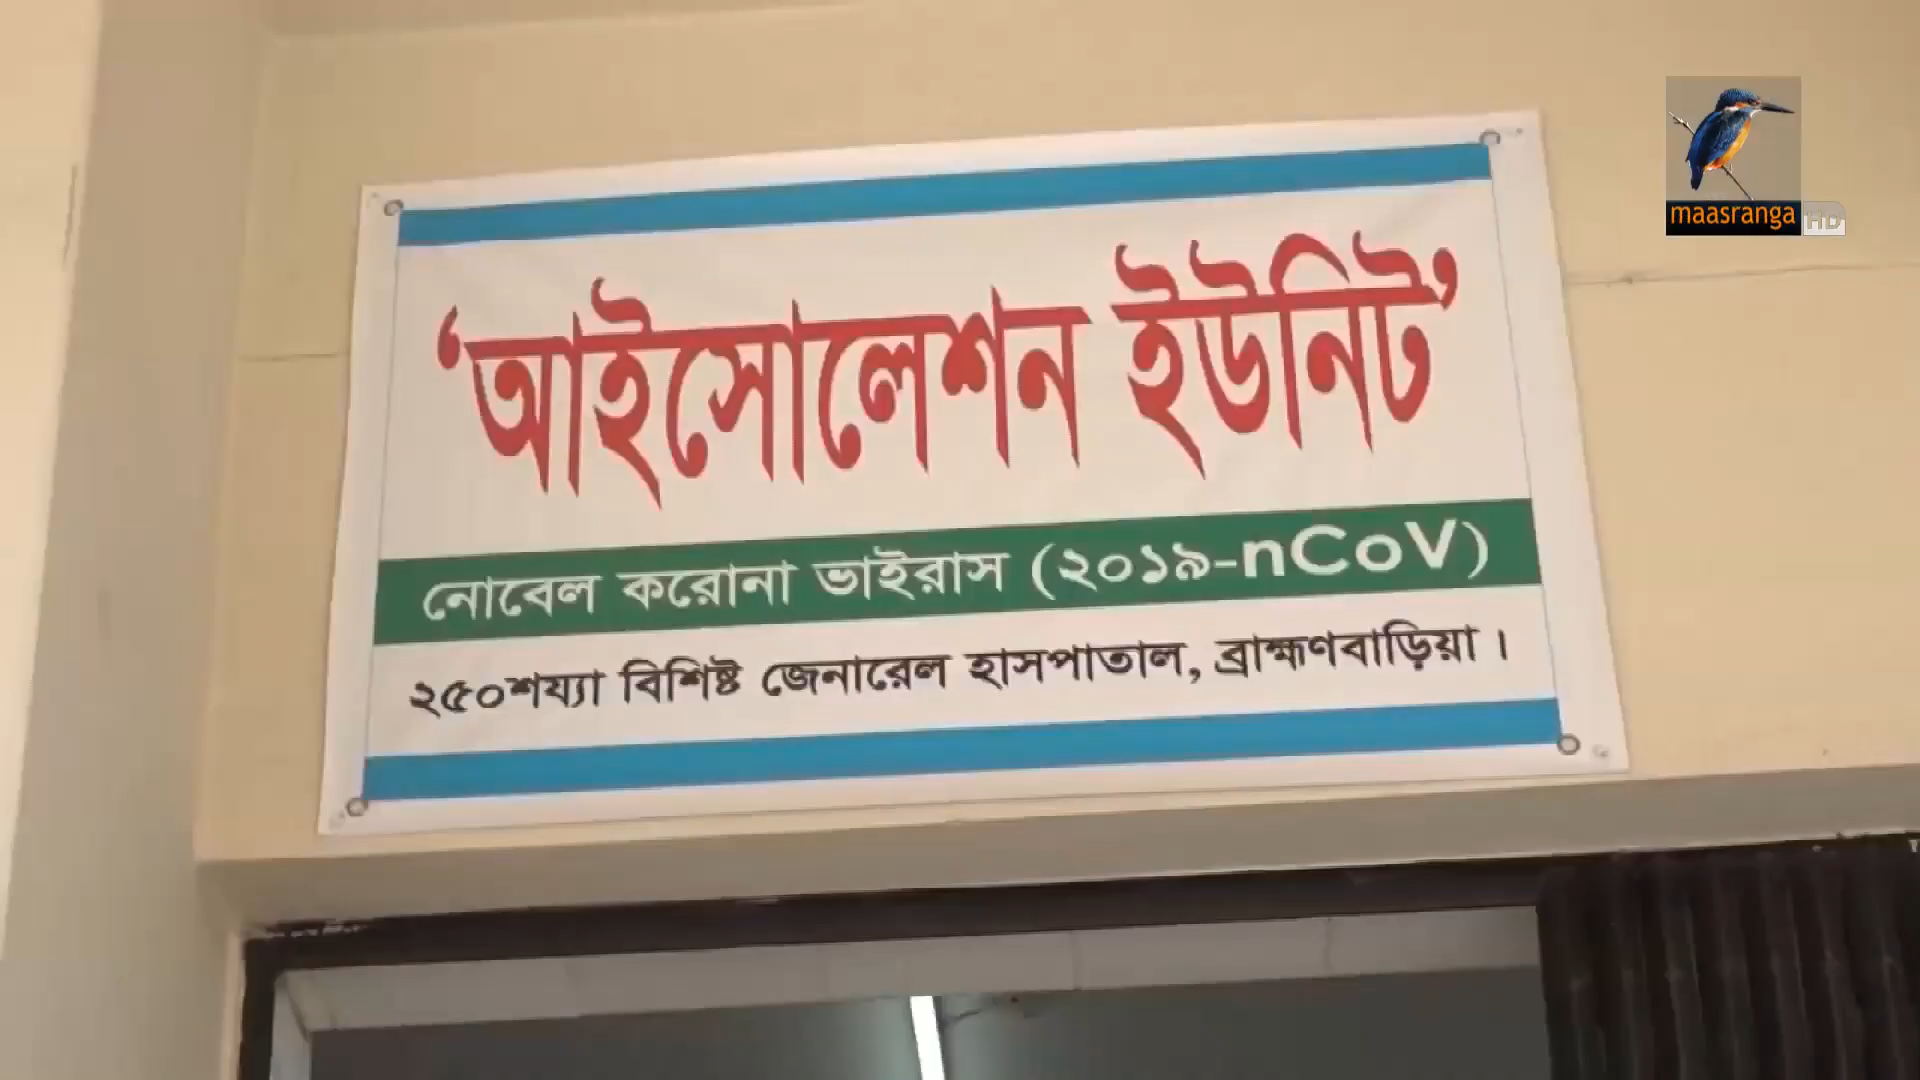 maasranga HD
‘আইসোলেশন ইউনিট’
নোবেল করোনা ভাইরাস (২০১৯-nCoV)
২৫০শয্যা বিশিষ্ট জেনারেল হাসপাতাল, ব্রাহ্মণবাড়িয়া।